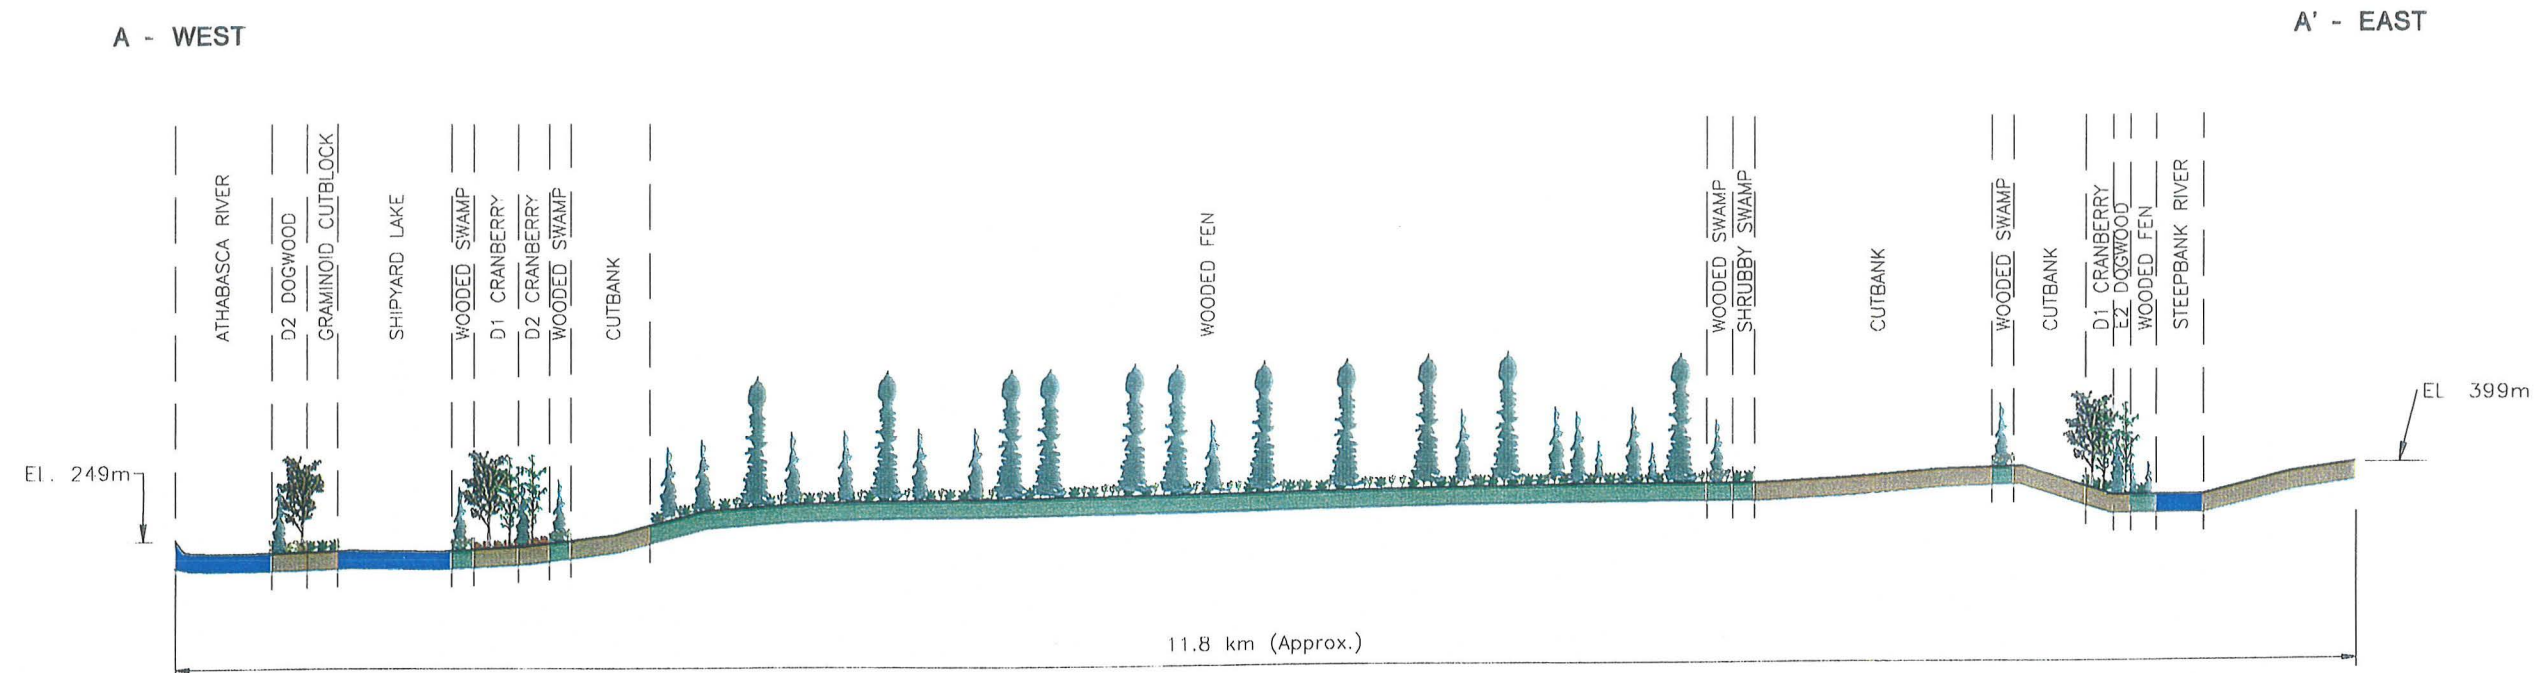 A - WEST
A' - EAST
ATHABASCA RIVER
D2 DOGWOOD
GRAMINOID CUTBLOCK
SHIPYARD LAKE
WOODED SWAMP
D1 CRANBERRY
D2 CRANBERRY
WOODED SWAMP
CUTBANK
WOODED FEN
WOODED SWAMP
SHRUBBY SWAMP
CUTBANK
WOODED SWAMP
CUTBANK
D1 CRANBERRY
E2 DOGWOOD
WOODED FEN
STEEPBANK RIVER
EL. 249m
EL 399m
11.8 km (Approx.)